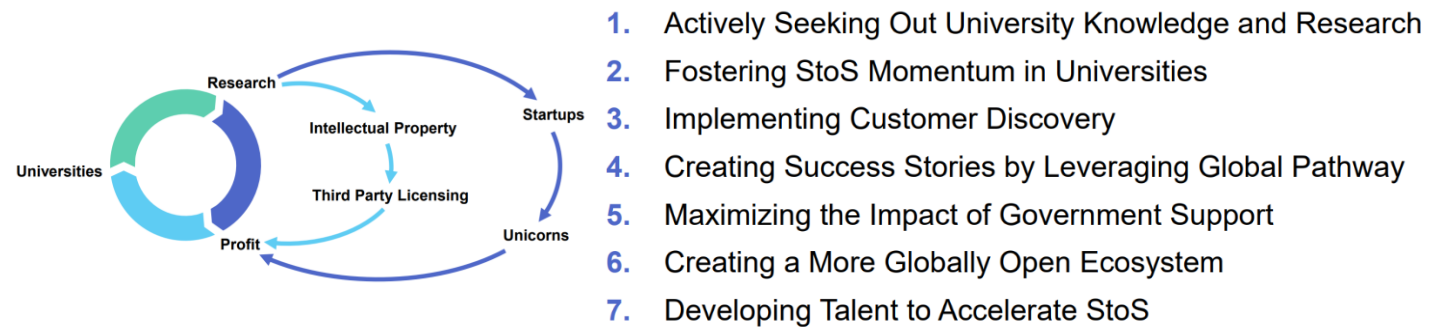 Research
Startups
Intellectual Property
Universities
Third Party Licensing
Unicorns
Profit
1. Actively Seeking Out University Knowledge and Research
2. Fostering StoS Momentum in Universities
3. Implementing Customer Discovery
4. Creating Success Stories by Leveraging Global Pathway
5. Maximizing the Impact of Government Support
6. Creating a More Globally Open Ecosystem
7. Developing Talent to Accelerate StoS